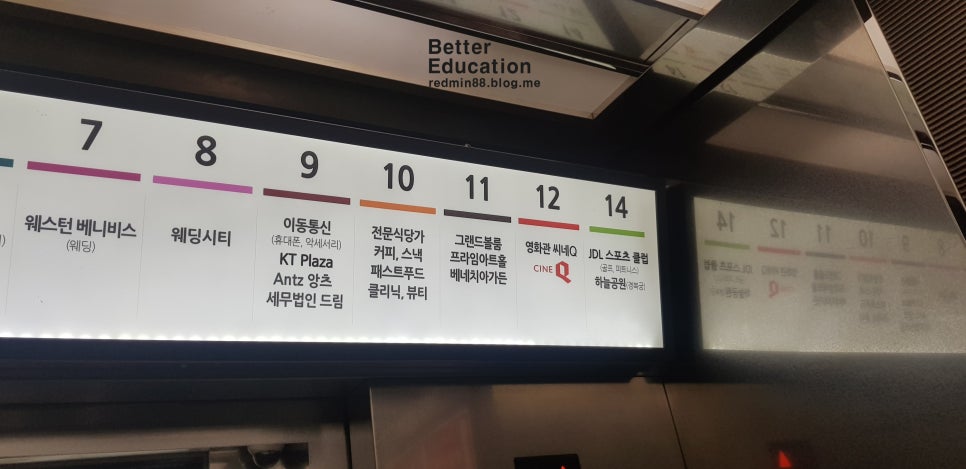 Better
Education
redmin88.blog.me
7
웨스턴 베니비스
(웨딩)
8
웨딩시티
9
이동통신
(휴대폰, 악세서리)
KT Plaza
Antz 앙츠
세무법인 드림
10
전문식당가
커피, 스낵
패스트푸드
클리닉, 뷰티
11
그랜드볼룸
프라임아트홀
베네치아가든
12
영화관 씨네Q
CINE Q
14
JDL 스포츠 클럽
(골프, 피트니스)
하늘공원(경복궁)